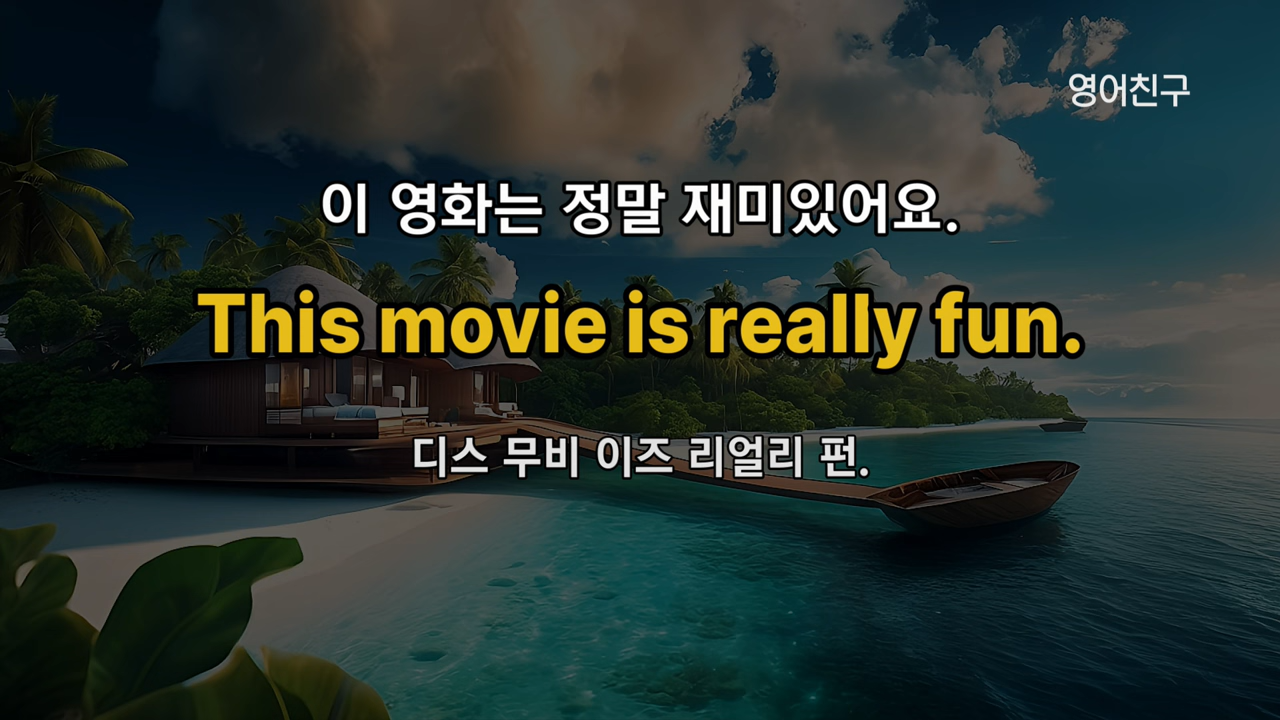 영어친구
이 영화는 정말 재미있어요.
This movie is really fun.
디스 무비 이즈 리얼리 펀.